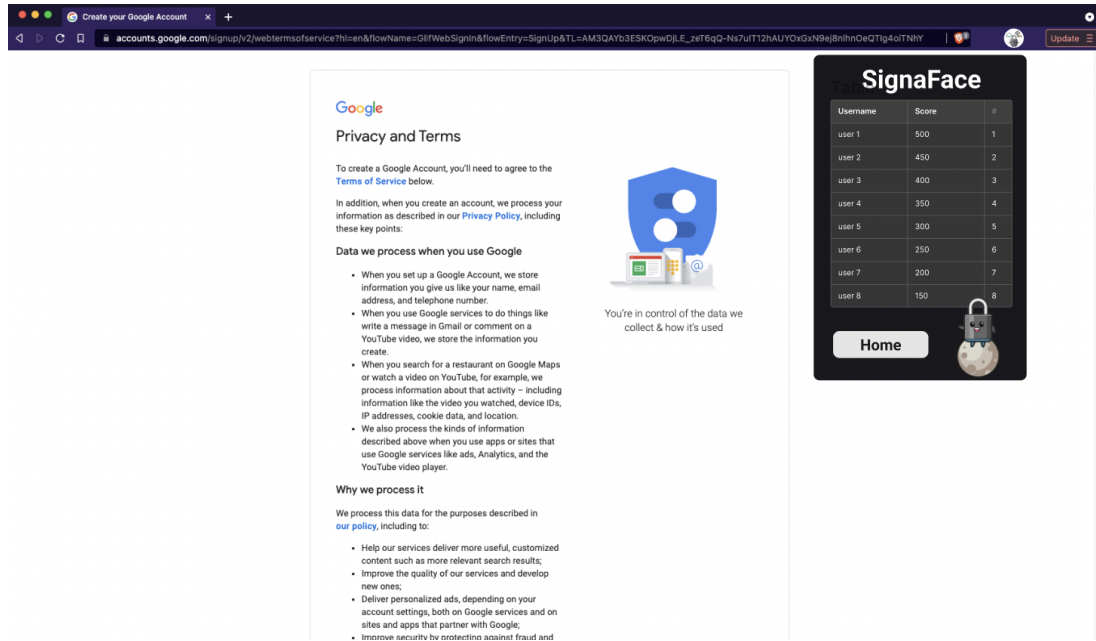 Create your Google Account
accounts.google.com/signup/v2/webtermsofservice?hl=en&flowName=GlifWebSignIn&flowEntry=SignUp&TL=AM3QAYb3ESKOpwDjLE_zeT6qQ-Ns7uIT12hAUYOxGxN9ej8nIhnOeQTIg4oiTNhY
Update
Google
Privacy and Terms
To create a Google Account, you'll need to agree to the
Terms of Service below.
In addition, when you create an account, we process your
information as described in our Privacy Policy, including
these key points:
Data we process when you use Google
• When you set up a Google Account, we store
information you give us like your name, email
address, and telephone number.
• When you use Google services to do things like
write a message in Gmail or comment on a
YouTube video, we store the information you
create.
• When you search for a restaurant on Google Maps
or watch a video on YouTube, for example, we
process information about that activity – including
information like the video you watched, device IDs,
IP addresses, cookie data, and location.
• We also process the kinds of information
described above when you use apps or sites that
use Google services like ads, Analytics, and the
YouTube video player.
Why we process it
We process this data for the purposes described in
our policy, including to:
• Help our services deliver more useful, customized
content such as more relevant search results;
• Improve the quality of our services and develop
new ones;
• Deliver personalized ads, depending on your
account settings, both on Google services and on
sites and apps that partner with Google;
• Improve security by protecting against fraud and
@
You're in control of the data we
collect & how it's used
SignaFace
Username Score #
user 1 500 1
user 2 450 2
user 3 400 3
user 4 350 4
user 5 300 5
user 6 250 6
user 7 200 7
user 8 150 8
Home